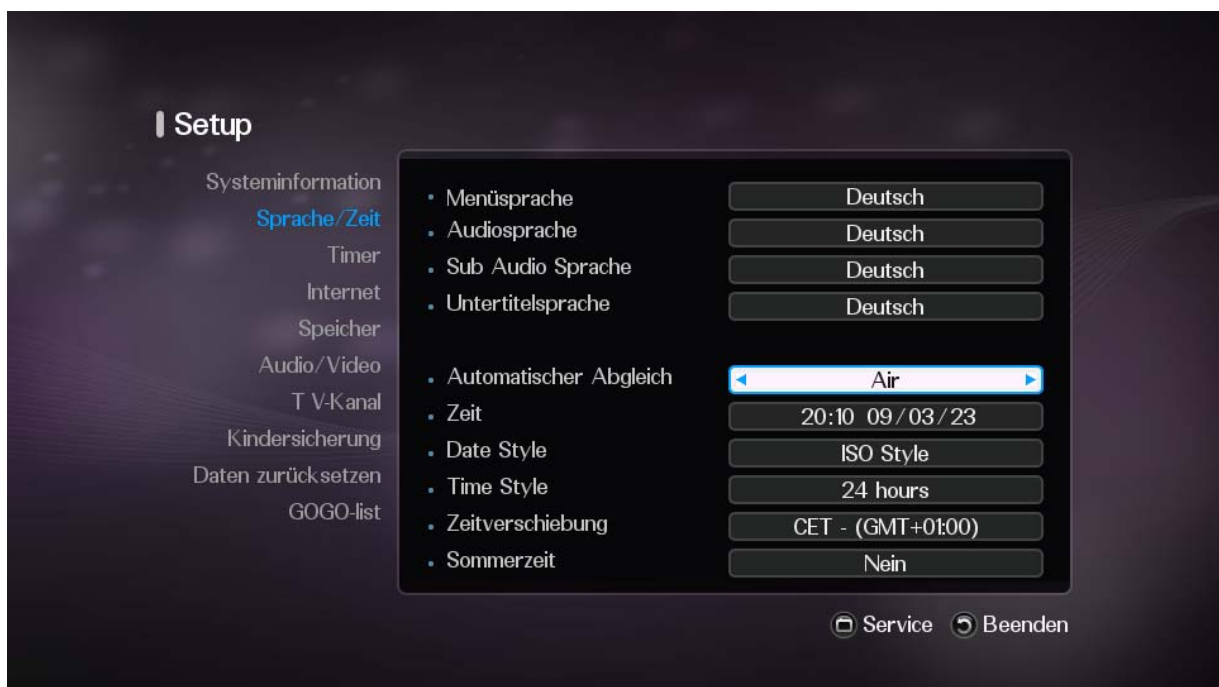 Setup
Systeminformation
Sprache/Zeit
Timer
Internet
Speicher
Audio/Video
T V-Kanal
Kindersicherung
Daten zurücksetzen
GOGO-list
Menüsprache Deutsch
Audiosprache Deutsch
Sub Audio Sprache Deutsch
Untertitelsprache Deutsch
Automatischer Abgleich Air
Zeit 20:10 09/03/23
Date Style ISO Style
Time Style 24 hours
Zeitverschiebung CET - (GMT+01:00)
Sommerzeit Nein
Service Beenden